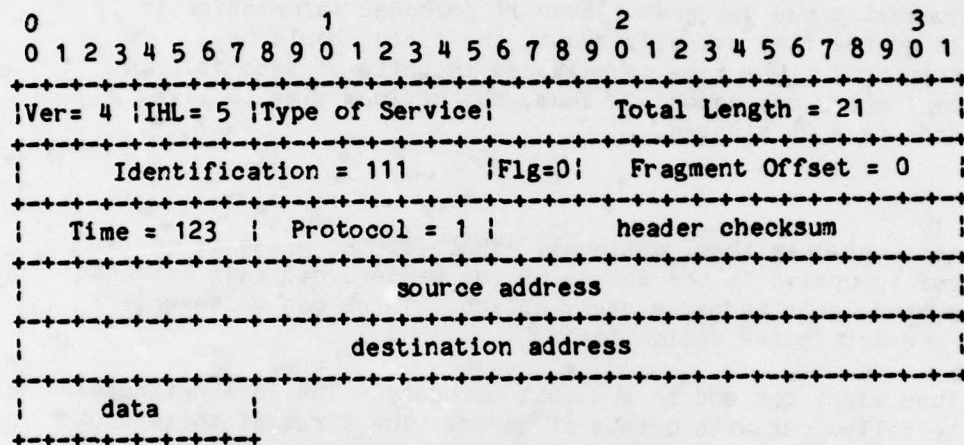 0 1 2 3
0 1 2 3 4 5 6 7 8 9 0 1 2 3 4 5 6 7 8 9 0 1 2 3 4 5 6 7 8 9 0 1
+-+-+-+-+-+-+-+-+-+-+-+-+-+-+-+-+-+-+-+-+-+-+-+-+-+-+-+-+-+-+-+-+
|Ver= 4 |IHL= 5 |Type of Service| Total Length = 21 |
+-+-+-+-+-+-+-+-+-+-+-+-+-+-+-+-+-+-+-+-+-+-+-+-+-+-+-+-+-+-+-+-+
| Identification = 111 |Flg=0| Fragment Offset = 0 |
+-+-+-+-+-+-+-+-+-+-+-+-+-+-+-+-+-+-+-+-+-+-+-+-+-+-+-+-+-+-+-+-+
| Time = 123 | Protocol = 1 | header checksum |
+-+-+-+-+-+-+-+-+-+-+-+-+-+-+-+-+-+-+-+-+-+-+-+-+-+-+-+-+-+-+-+-+
| source address |
+-+-+-+-+-+-+-+-+-+-+-+-+-+-+-+-+-+-+-+-+-+-+-+-+-+-+-+-+-+-+-+-+
| destination address |
+-+-+-+-+-+-+-+-+-+-+-+-+-+-+-+-+-+-+-+-+-+-+-+-+-+-+-+-+-+-+-+-+
| data |
+-+-+-+-+-+-+-+-+